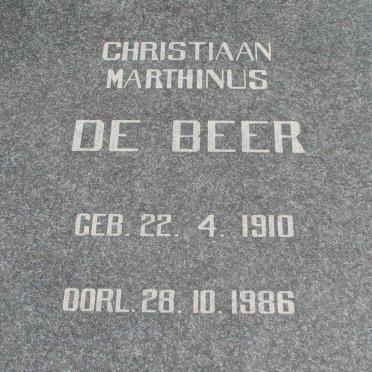 CHRISTIAAN
MARTHINUS
DE BEER
GEB. 22. 4. 1910
OORL. 28. 10. 1986